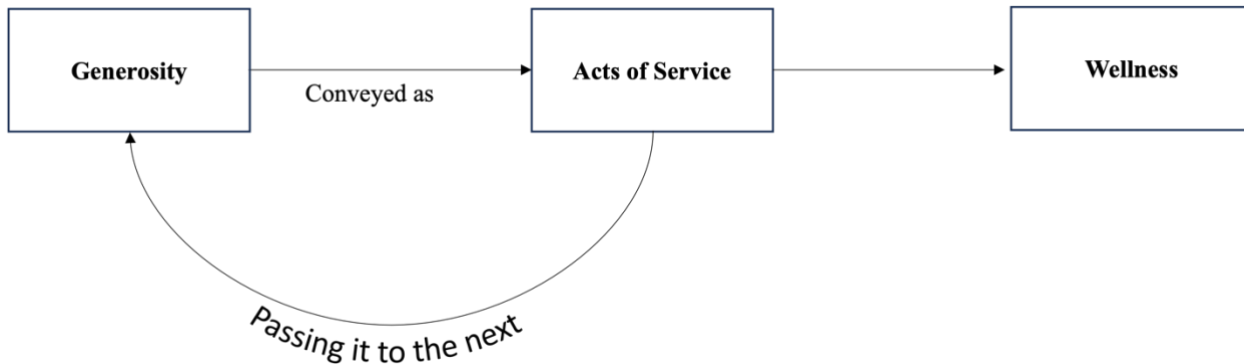 Generosity
Conveyed as
Acts of Service
Wellness
Passing it to the next